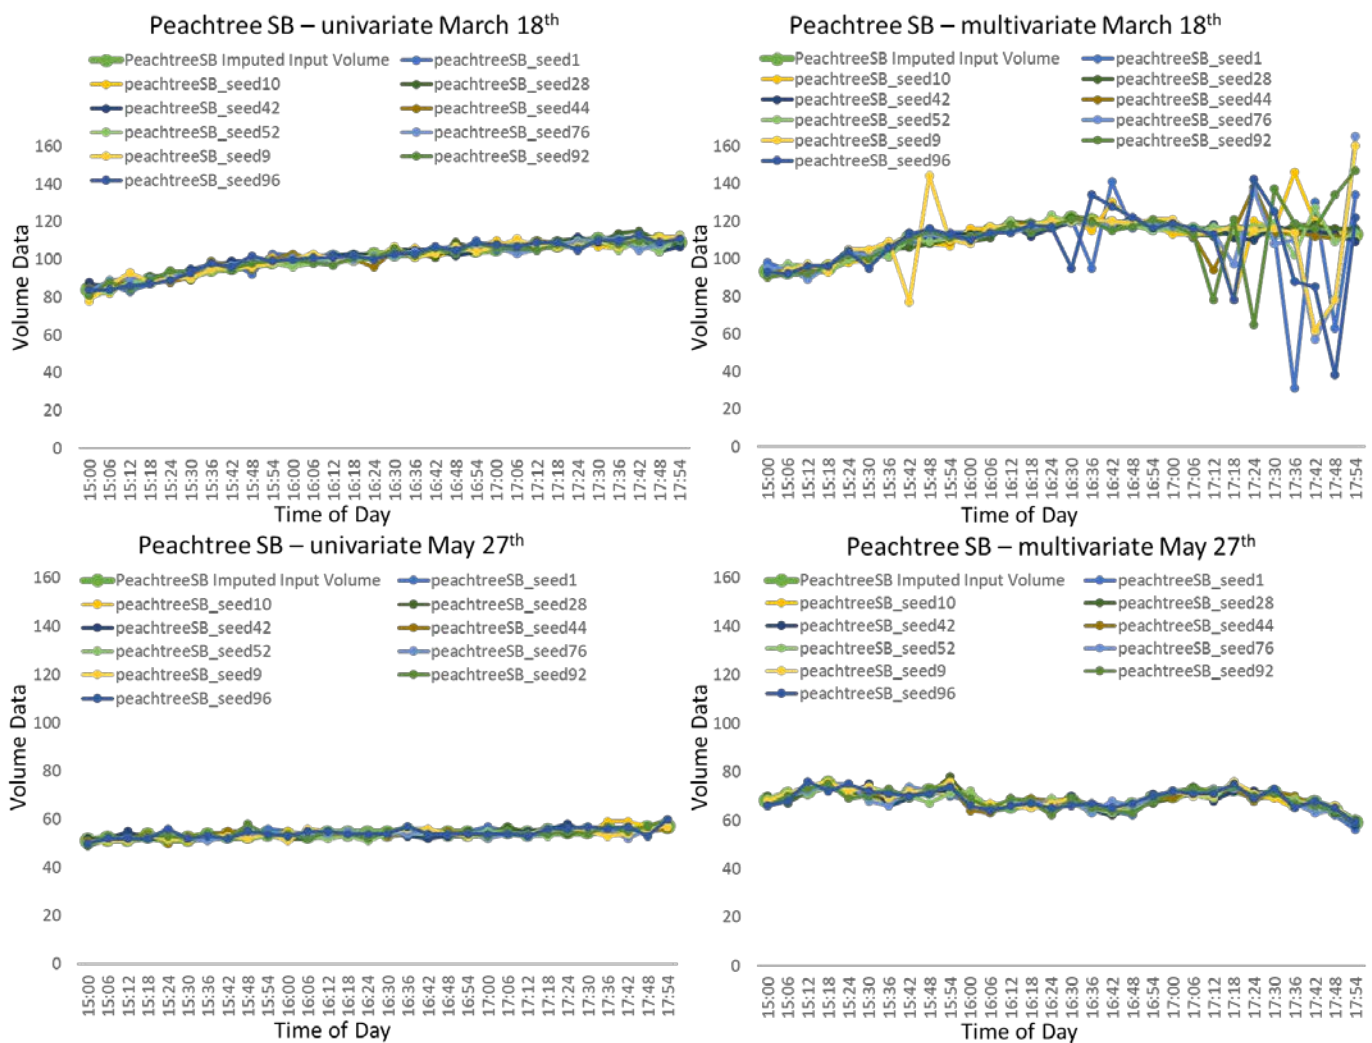 Peachtree SB – univariate March 18th
PeachtreeSB Imputed Input Volume
peachtreeSB_seed1
peachtreeSB_seed10
peachtreeSB_seed28
peachtreeSB_seed42
peachtreeSB_seed44
peachtreeSB_seed52
peachtreeSB_seed76
peachtreeSB_seed9
peachtreeSB_seed92
peachtreeSB_seed96
Volume Data
160
140
120
100
80
60
40
20
0
15:00 15:06 15:12 15:18 15:24 15:30 15:36 15:42 15:48 15:54 16:00 16:06 16:12 16:18 16:24 16:30 16:36 16:42 16:48 16:54 17:00 17:06 17:12 17:18 17:24 17:30 17:36 17:42 17:48 17:54
Time of Day
Peachtree SB – multivariate March 18th
PeachtreeSB Imputed Input Volume
peachtreeSB_seed1
peachtreeSB_seed10
peachtreeSB_seed28
peachtreeSB_seed42
peachtreeSB_seed44
peachtreeSB_seed52
peachtreeSB_seed76
peachtreeSB_seed9
peachtreeSB_seed92
peachtreeSB_seed96
Volume Data
160
140
120
100
80
60
40
20
0
15:00 15:06 15:12 15:18 15:24 15:30 15:36 15:42 15:48 15:54 16:00 16:06 16:12 16:18 16:24 16:30 16:36 16:42 16:48 16:54 17:00 17:06 17:12 17:18 17:24 17:30 17:36 17:42 17:48 17:54
Time of Day
Peachtree SB – univariate May 27th
PeachtreeSB Imputed Input Volume
peachtreeSB_seed1
peachtreeSB_seed10
peachtreeSB_seed28
peachtreeSB_seed42
peachtreeSB_seed44
peachtreeSB_seed52
peachtreeSB_seed76
peachtreeSB_seed9
peachtreeSB_seed92
peachtreeSB_seed96
Volume Data
160
140
120
100
80
60
40
20
0
15:00 15:06 15:12 15:18 15:24 15:30 15:36 15:42 15:48 15:54 16:00 16:06 16:12 16:18 16:24 16:30 16:36 16:42 16:48 16:54 17:00 17:06 17:12 17:18 17:24 17:30 17:36 17:42 17:48 17:54
Time of Day
Peachtree SB – multivariate May 27th
PeachtreeSB Imputed Input Volume
peachtreeSB_seed1
peachtreeSB_seed10
peachtreeSB_seed28
peachtreeSB_seed42
peachtreeSB_seed44
peachtreeSB_seed52
peachtreeSB_seed76
peachtreeSB_seed9
peachtreeSB_seed92
peachtreeSB_seed96
Volume Data
160
140
120
100
80
60
40
20
0
15:00 15:06 15:12 15:18 15:24 15:30 15:36 15:42 15:48 15:54 16:00 16:06 16:12 16:18 16:24 16:30 16:36 16:42 16:48 16:54 17:00 17:06 17:12 17:18 17:24 17:30 17:36 17:42 17:48 17:54
Time of Day